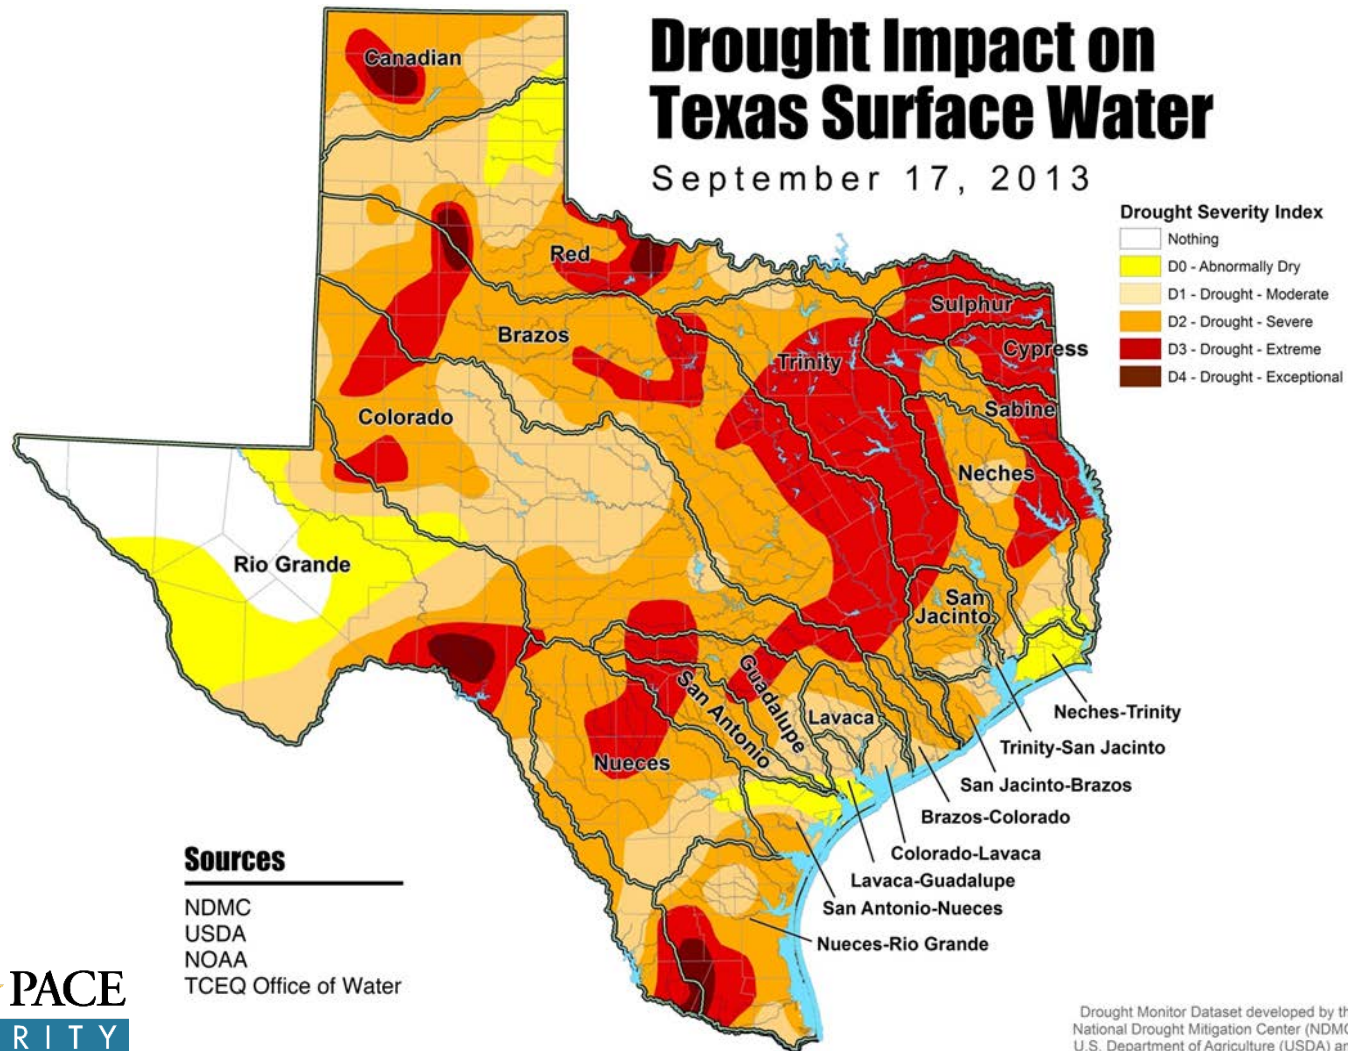 Drought Impact on
Texas Surface Water
September 17, 2013
Drought Severity Index
Nothing
D0 - Abnormally Dry
D1 - Drought - Moderate
D2 - Drought - Severe
D3 - Drought - Extreme
D4 - Drought - Exceptional
Canadian
Red
Sulphur
Brazos
Cypress
Trinity
Sabine
Colorado
Neches
Rio Grande
San
Jacinto
Guadalupe
San Antonio
Lavaca
Nueces
Neches-Trinity
Trinity-San Jacinto
San Jacinto-Brazos
Brazos-Colorado
Colorado-Lavaca
Lavaca-Guadalupe
San Antonio-Nueces
Nueces-Rio Grande
Sources
NDMC
USDA
NOAA
TCEQ Office of Water
PACE
RITY
Drought Monitor Dataset developed by th
National Drought Mitigation Center (NDMC
U.S. Department of Agriculture (USDA) an